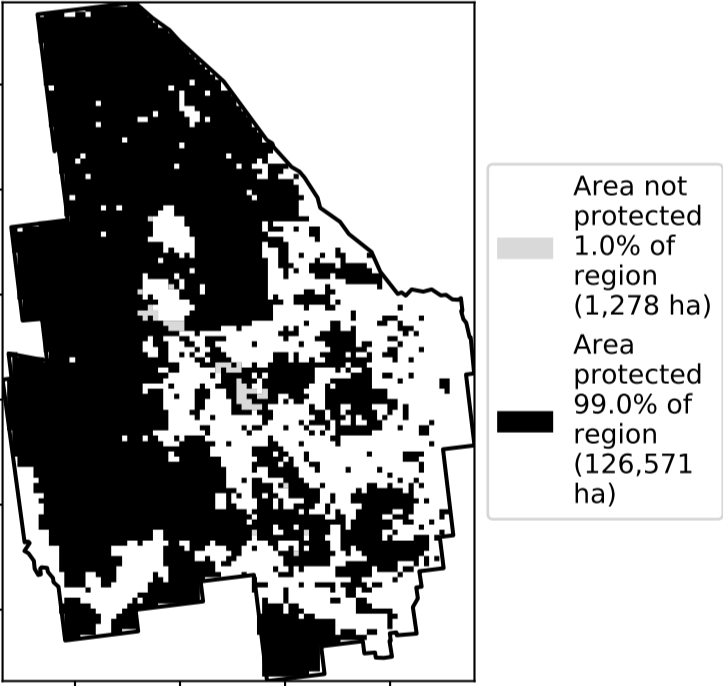 Area not
protected
1.0% of
region
(1,278 ha)
Area
protected
99.0% of
region
(126,571
ha)